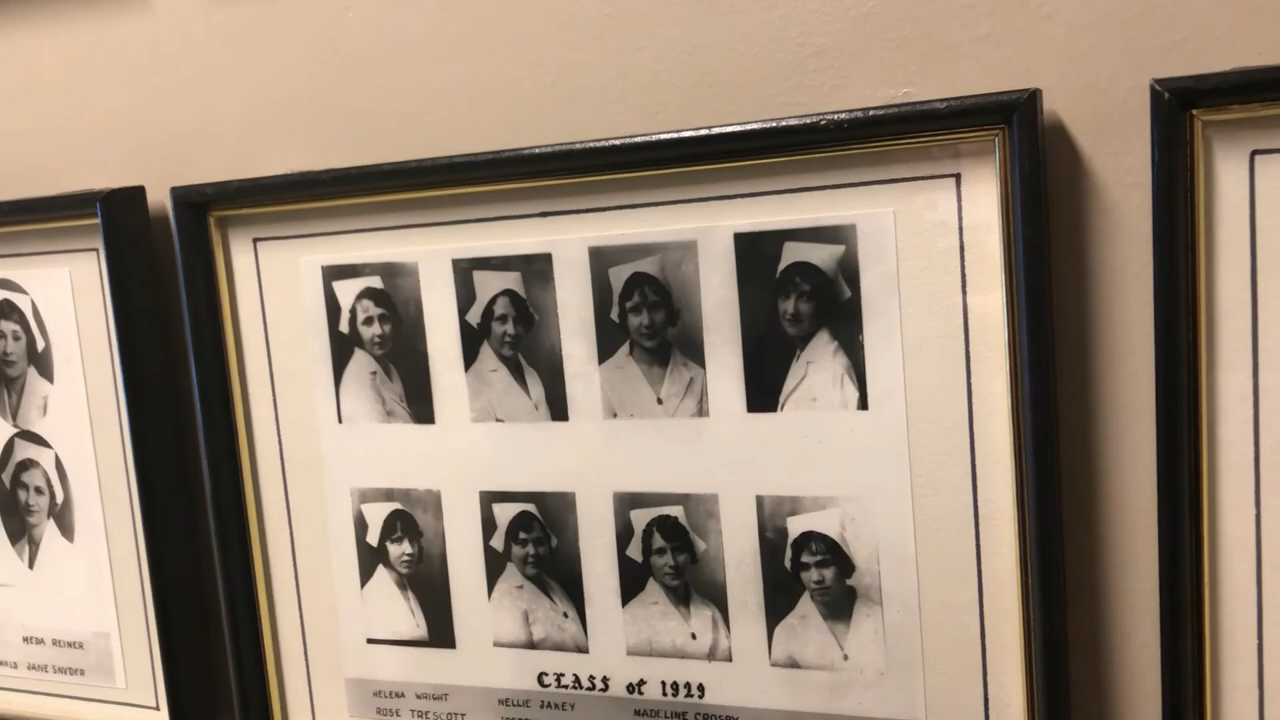 MEDA REINER
JANE SNYDER
CLASS of 1929
HELENA WRIGHT
NELLIE JAKEY
MADELINE CROSBY
ROSE TRESCOTT